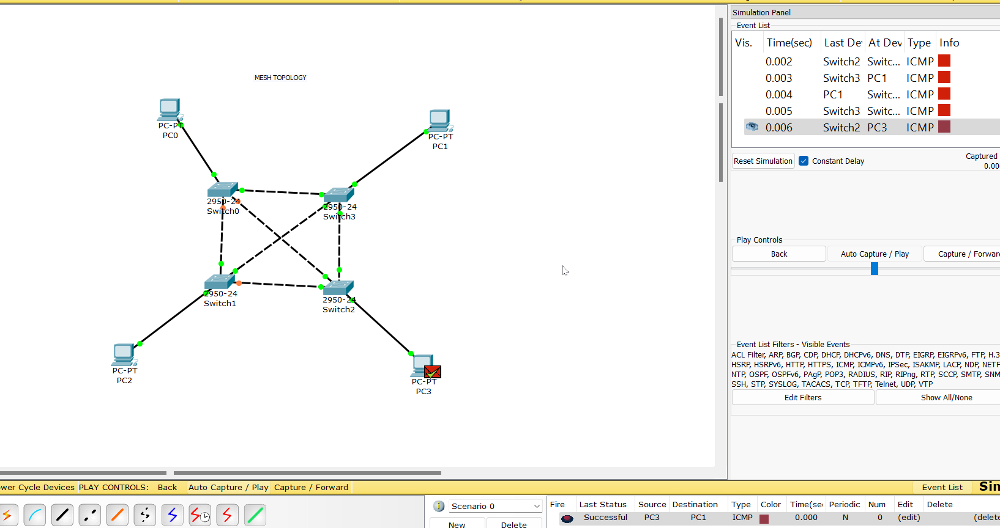 Simulation Panel
Event List
Vis. Time(sec) Last De At Dev Type Info
0.002 Switch2 Switc... ICMP
0.003 Switch3 PC1 ICMP
0.004 PC1 Switc... ICMP
0.005 Switch3 Switc... ICMP
0.006 Switch2 PC3 ICMP
Reset Simulation Constant Delay
Captured
0.00
MESH TOPOLOGY
PC-PT
PC0
PC-PT
PC1
2950-24
Switch0
2950-24
Switch3
2950-24
Switch1
2950-24
Switch2
PC-PT
PC2
PC-PT
PC3
Play Controls
Back Auto Capture / Play Capture / Forward
Event List Filters - Visible Events
ACL Filter, ARP, BGP, CDP, DHCP, DHCPv6, DNS, DTP, EIGRP, EIGRPv6, FTP, H.3
HSRP, HSRPv6, HTTP, HTTPS, ICMP, ICMPv6, IPSec, ISAKMP, LACP, NDP, NETF
NTP, OSPF, OSPFv6, PAgP, POP3, RADIUS, RIP, RIPng, RTP, SCCP, SMTP, SNM
SSH, STP, SYSLOG, TACACS, TCP, TFTP, Telnet, UDP, VTP
Edit Filters Show All/None
wer Cycle Devices PLAY CONTROLS: Back Auto Capture / Play Capture / Forward Event List Sim
Scenario 0
New Delete
Fire Last Status Source Destination Type Color Time(sec Periodic Num Edit Delete
Successful PC3 PC1 ICMP 0.000 N 0 (edit) (delete